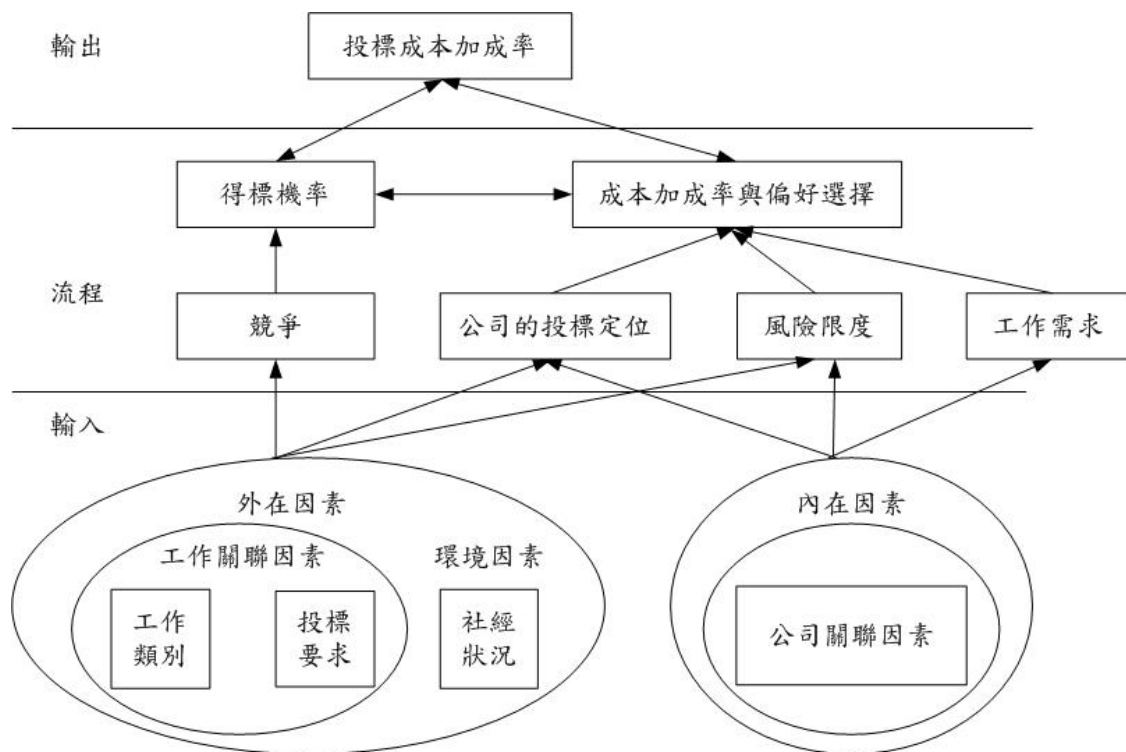 輸出
投標成本加成率
得標機率
成本加成率與偏好選擇
流程
競爭
公司的投標定位
風險限度
工作需求
輸入
外在因素
內在因素
工作關聯因素
環境因素
工作
類別
投標
要求
社經
狀況
公司關聯因素